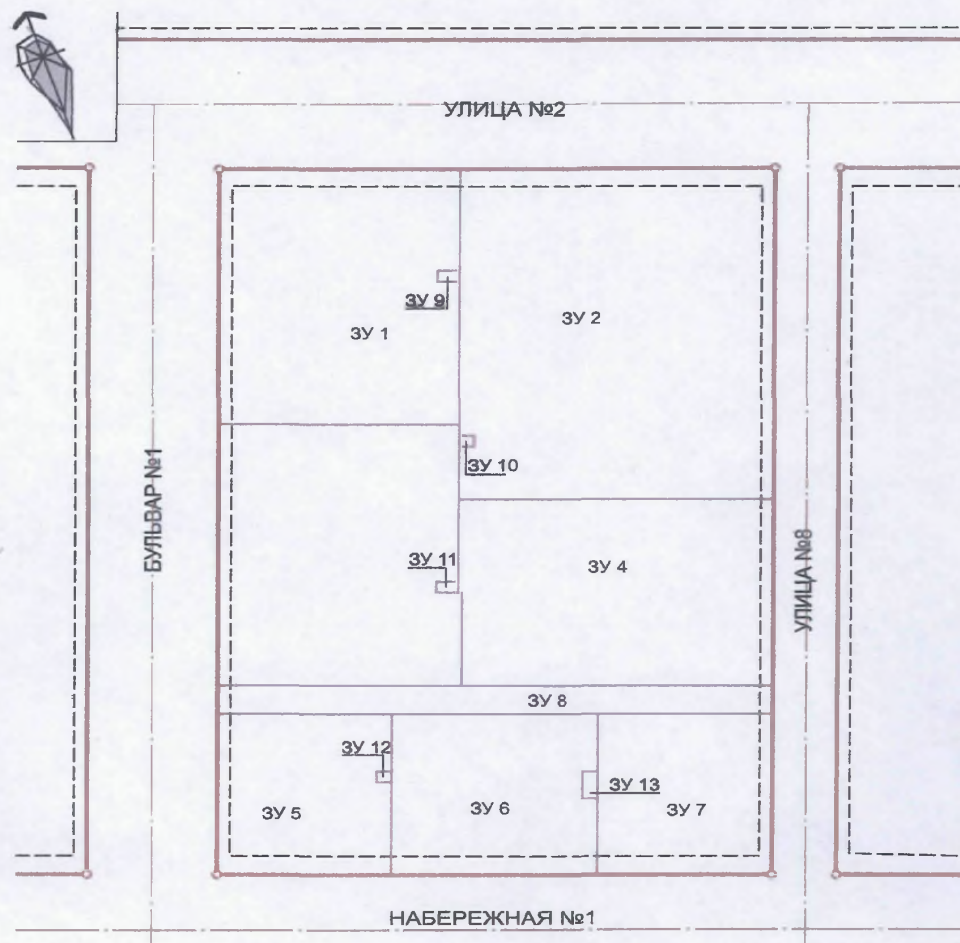 УЛИЦА №2
ЗУ 9
ЗУ 1
ЗУ 2
ЗУ 10
БУЛЬВАР №1
ЗУ 11
ЗУ 4
УЛИЦА №8
ЗУ 8
ЗУ 12
ЗУ 13
ЗУ 5
ЗУ 6
ЗУ 7
НАБЕРЕЖНАЯ №1